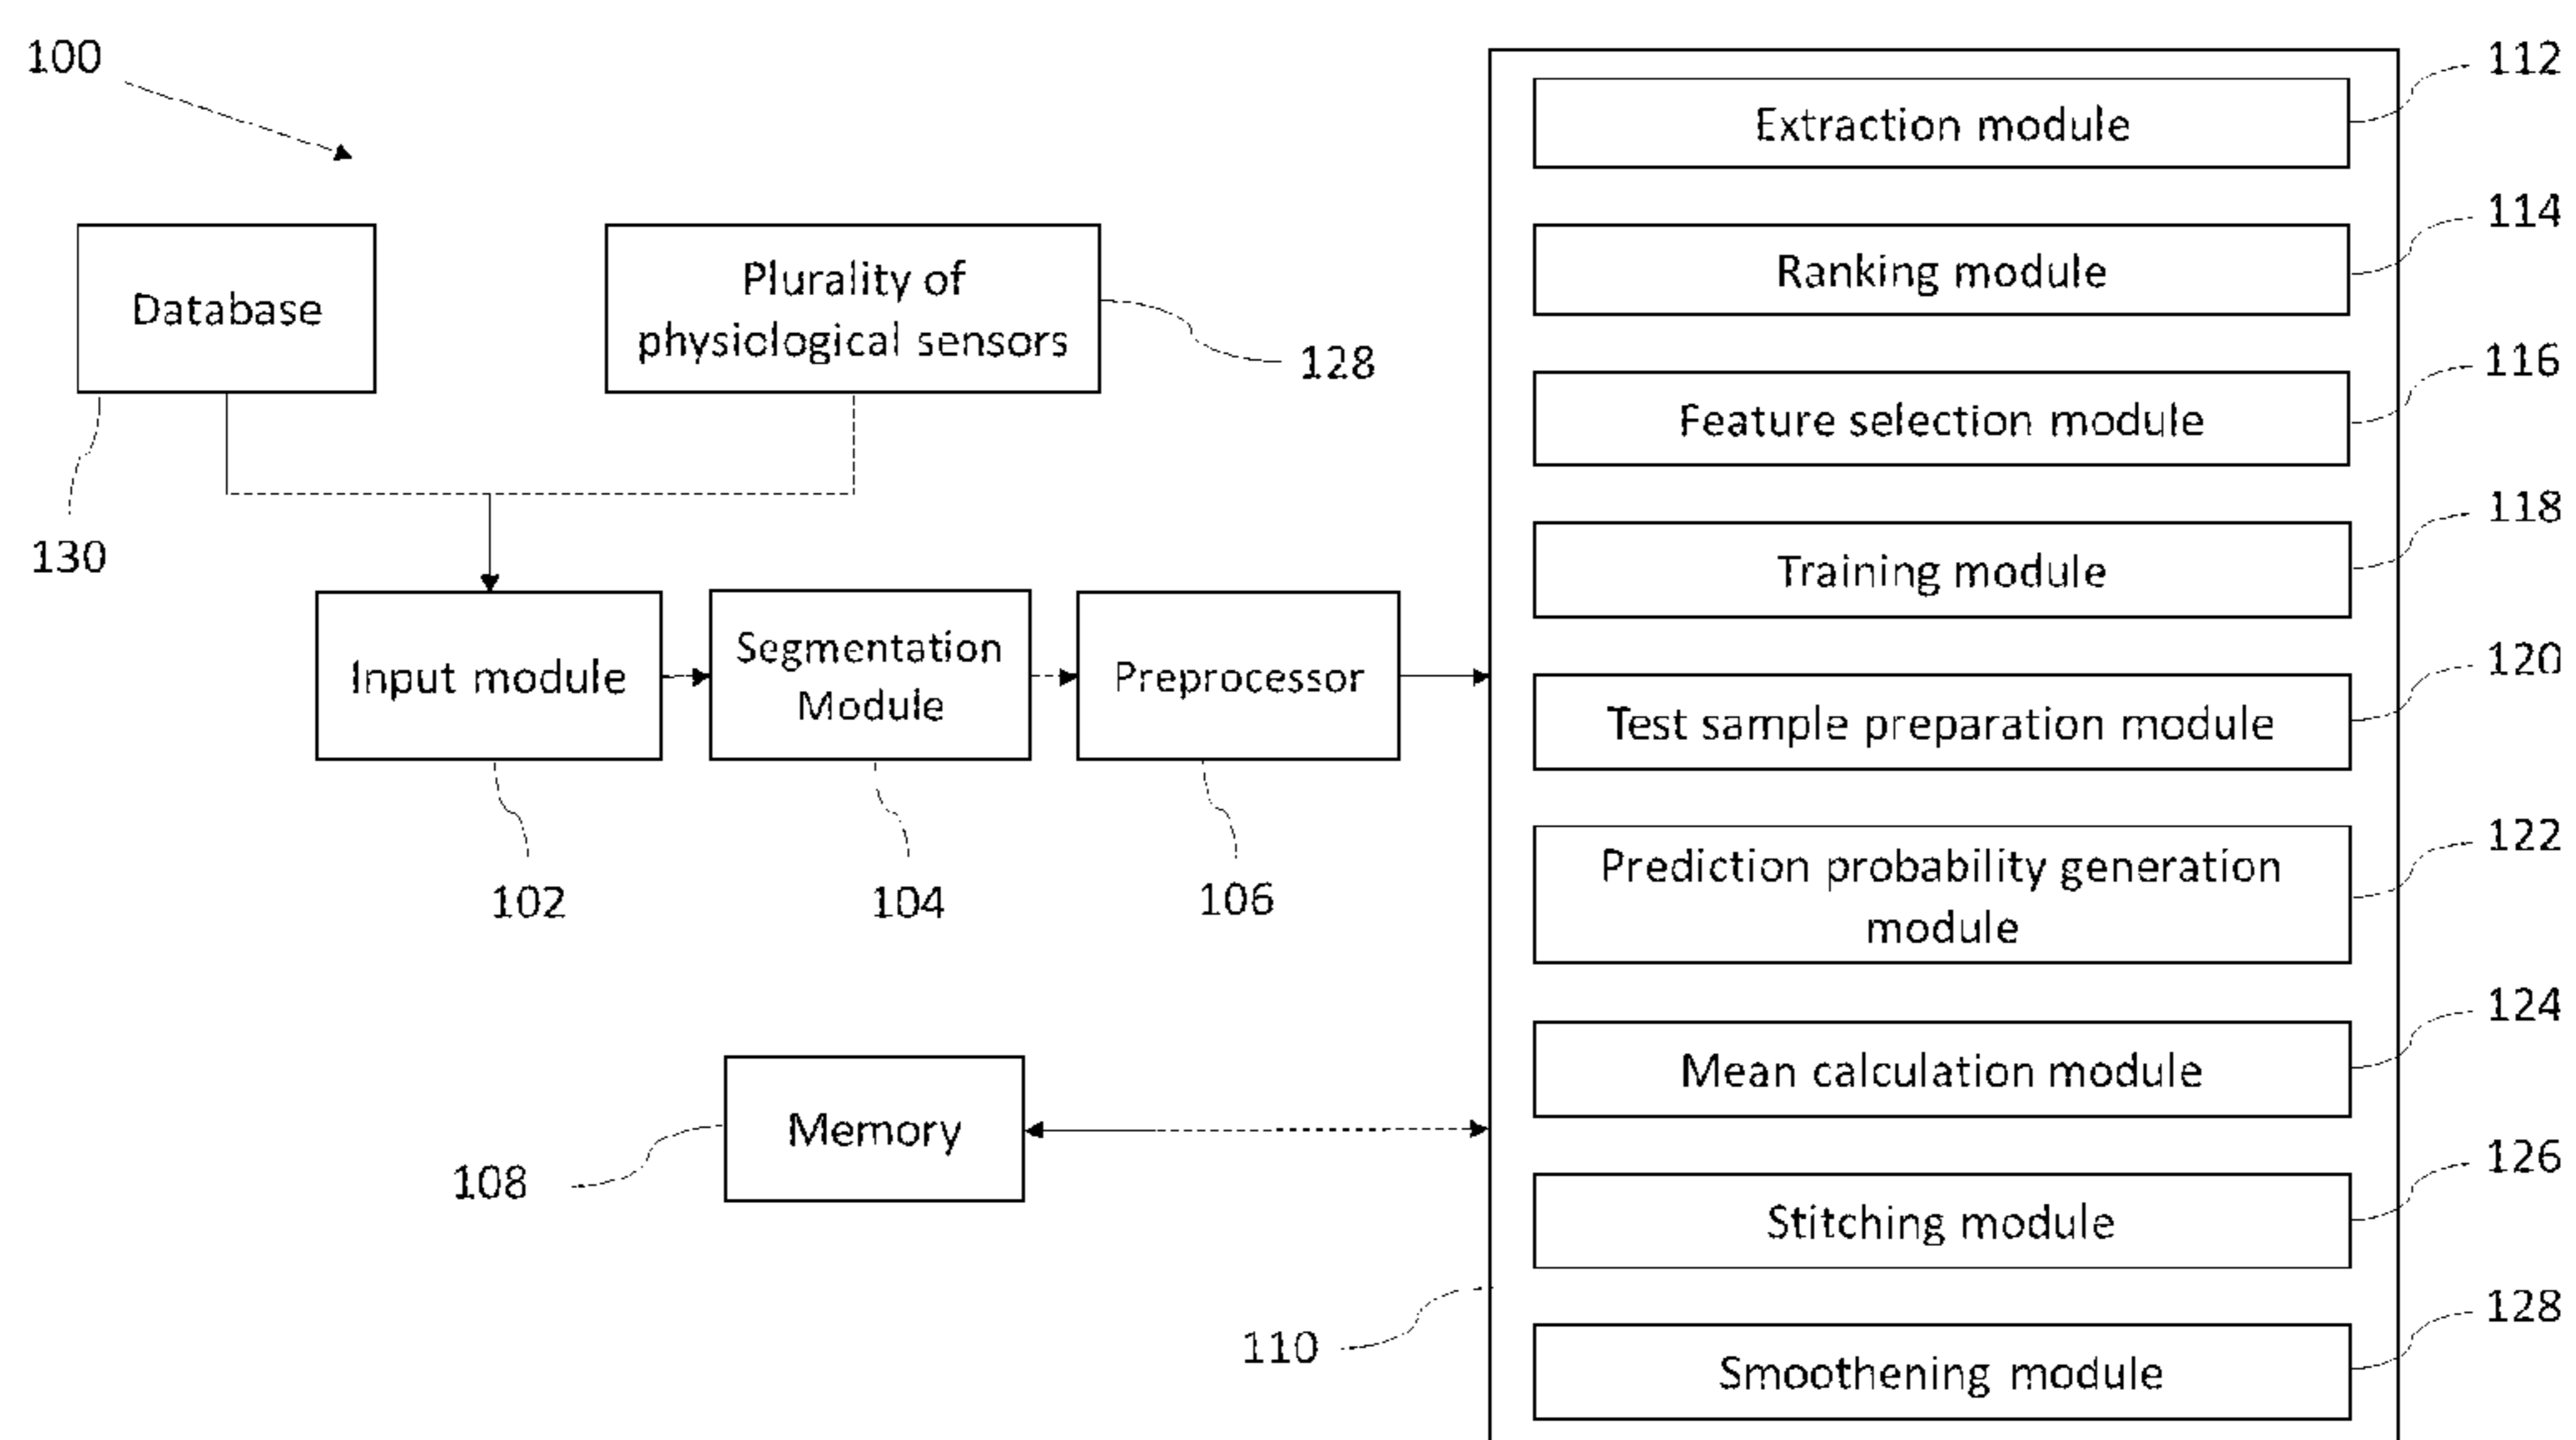 100
Database
130
Plurality of
physiological sensors
128
Input module
102
Segmentation
Module
104
Preprocessor
106
Memory
108
110
Extraction module
112
Ranking module
114
Feature selection module
116
Training module
118
Test sample preparation module
120
Prediction probability generation
module
122
Mean calculation module
124
Stitching module
126
Smoothening module
128